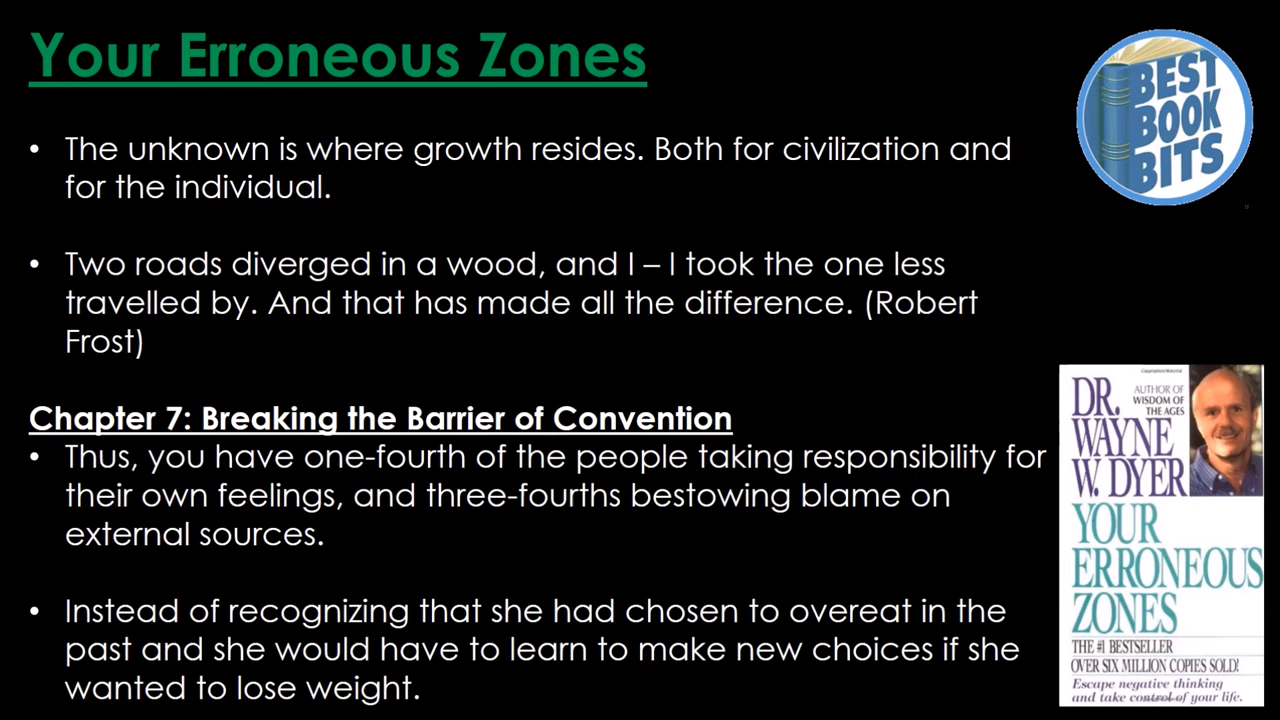 Your Erroneous Zones
BEST
BOOK
BITS
• The unknown is where growth resides. Both for civilization and
for the individual.
• Two roads diverged in a wood, and I – I took the one less
travelled by. And that has made all the difference. (Robert
Frost)
Chapter 7: Breaking the Barrier of Convention
• Thus, you have one-fourth of the people taking responsibility for
their own feelings, and three-fourths bestowing blame on
external sources.
• Instead of recognizing that she had chosen to overeat in the
past and she would have to learn to make new choices if she
wanted to lose weight.
Copyrighted Material
DR.
WAYNE
W. DYER
AUTHOR OF
WISDOM OF
THE AGES
YOUR
ERRONEOUS
ZONES
THE #1 BESTSELLER
OVER SIX MILLION COPIES SOLD!
Escape negative thinking
and take control of your life.